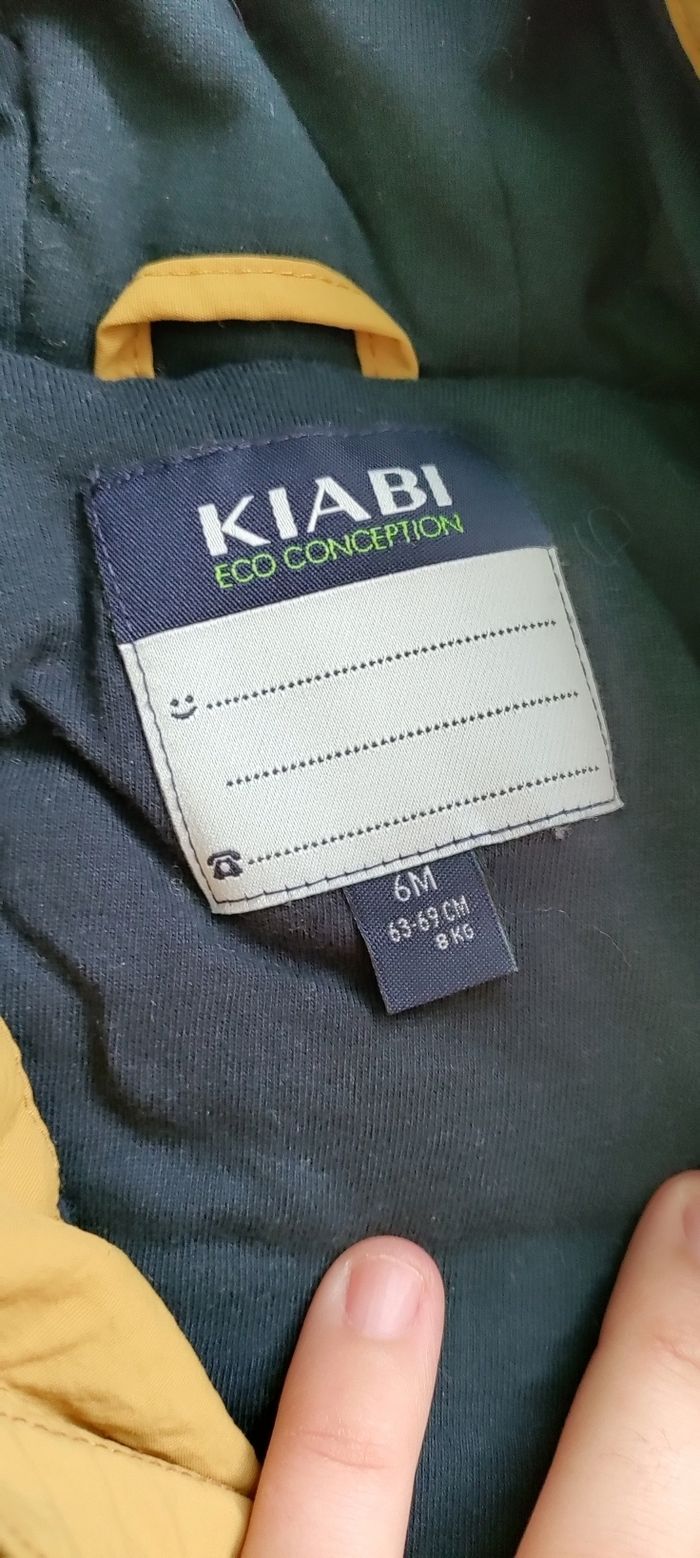 KIABI
ECO CONCEPTION
6M
63-69 CM
8 KG